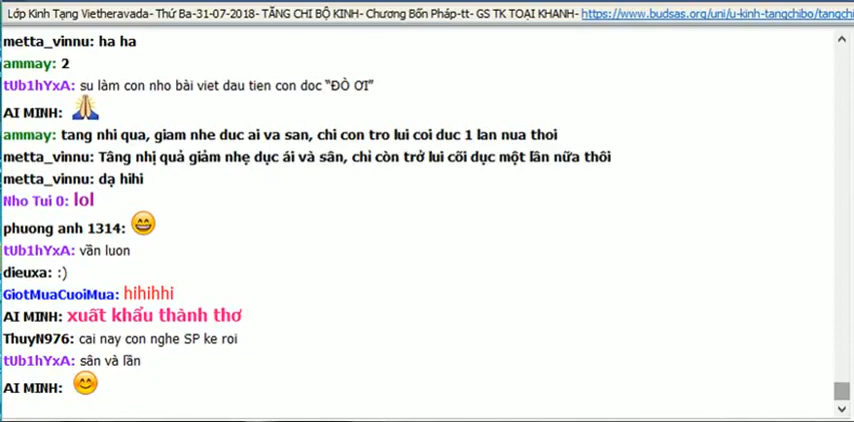 Lớp Kinh Tạng Vietheravada- Thứ Ba-31-07-2018- TĂNG CHI BỘ KINH- Chương Bốn Pháp-tt- GS TK TOẠI KHANH- https://www.budsas.org/uni/u-kinh-tangchibo/tangchi
metta_vinnu: ha ha
ammay: 2
tUb1hYxA: su làm con nho bài viet dau tien con doc "ĐÒ ƠI"
AI MINH:
ammay: tang nhi qua, giam nhe duc ai va san, chi con tro lui coi duc 1 lan nua thoi
metta_vinnu: Tầng nhị quả giảm nhẹ dục ái và sân, chỉ còn trở lui cõi dục một lần nữa thôi
metta_vinnu: dạ hihi
Nho Tui 0: lol
phuong anh 1314:
tUb1hYxA: vần luon
dieuxa: :)
GiotMuaCuoiMua: hihihhi
AI MINH: xuất khẩu thành thơ
ThuyN976: cai nay con nghe SP ke roi
tUb1hYxA: sân và lần
AI MINH: